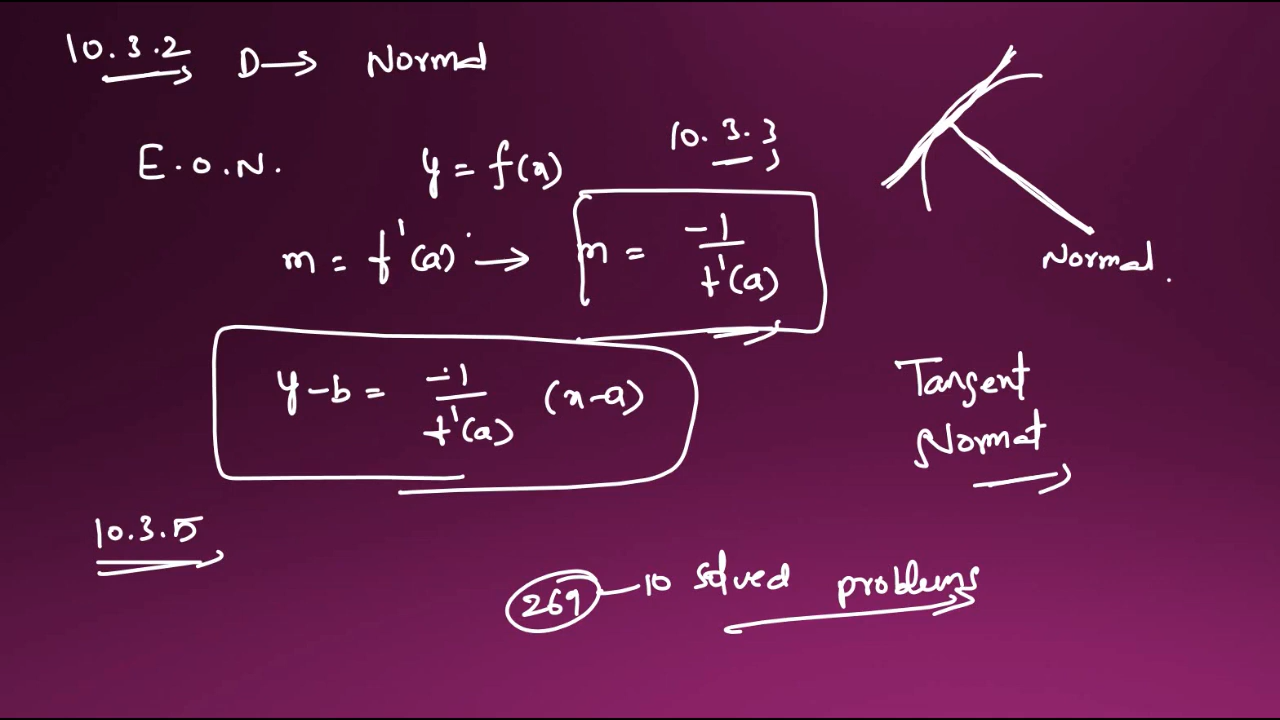 10.3.2 D → Normal
E.O.N. y = f(x) 10.3.3
m = f'(a) → m = -1/f'(a)
Normal.
y-b = -1/f'(a) (x-a)
Tangent
Normal
10.3.5
269 - 10 solved problems